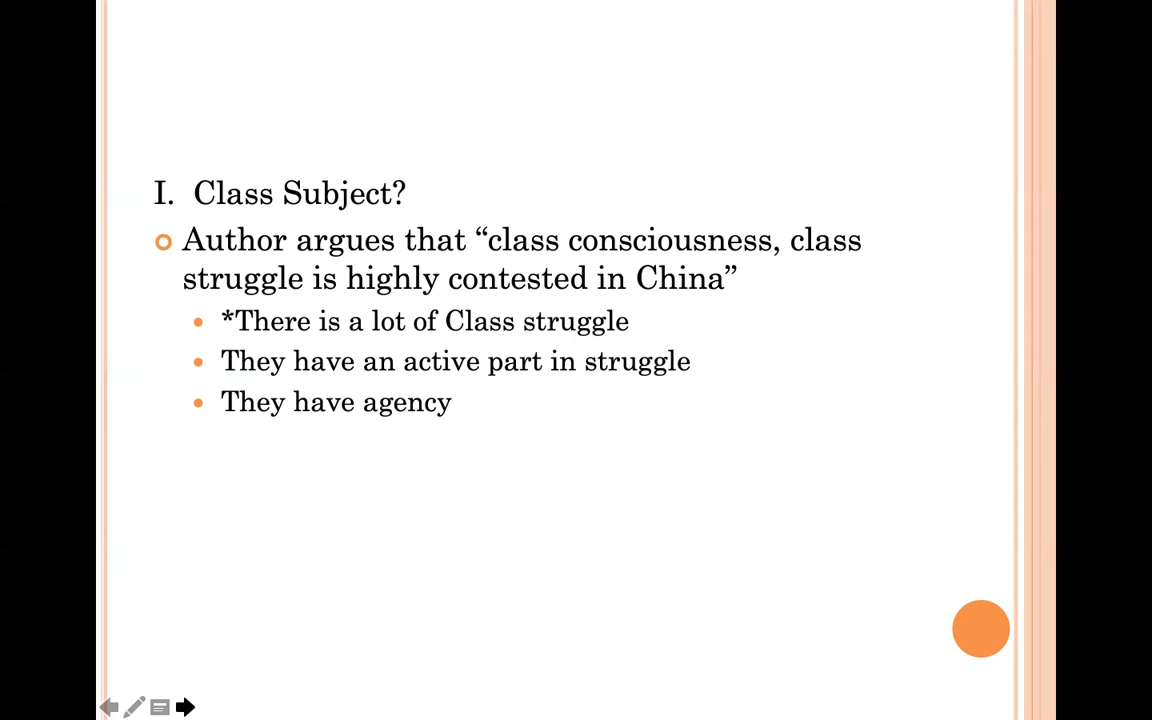 I. Class Subject?
Author argues that “class consciousness, class
struggle is highly contested in China”
*There is a lot of Class struggle
They have an active part in struggle
They have agency